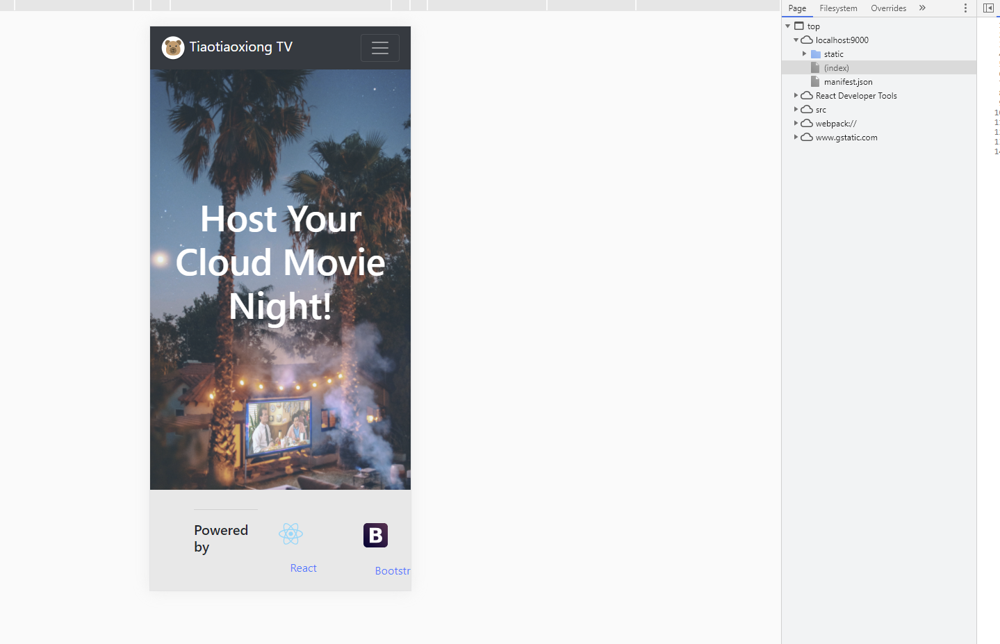 Tiaotiaoxiong TV
Host Your
Cloud Movie
Night!
Powered
by
React
B
Bootstr
Page Filesystem Overrides »
top
localhost:9000
static
(index)
manifest.json
React Developer Tools
src
webpack://
www.gstatic.com